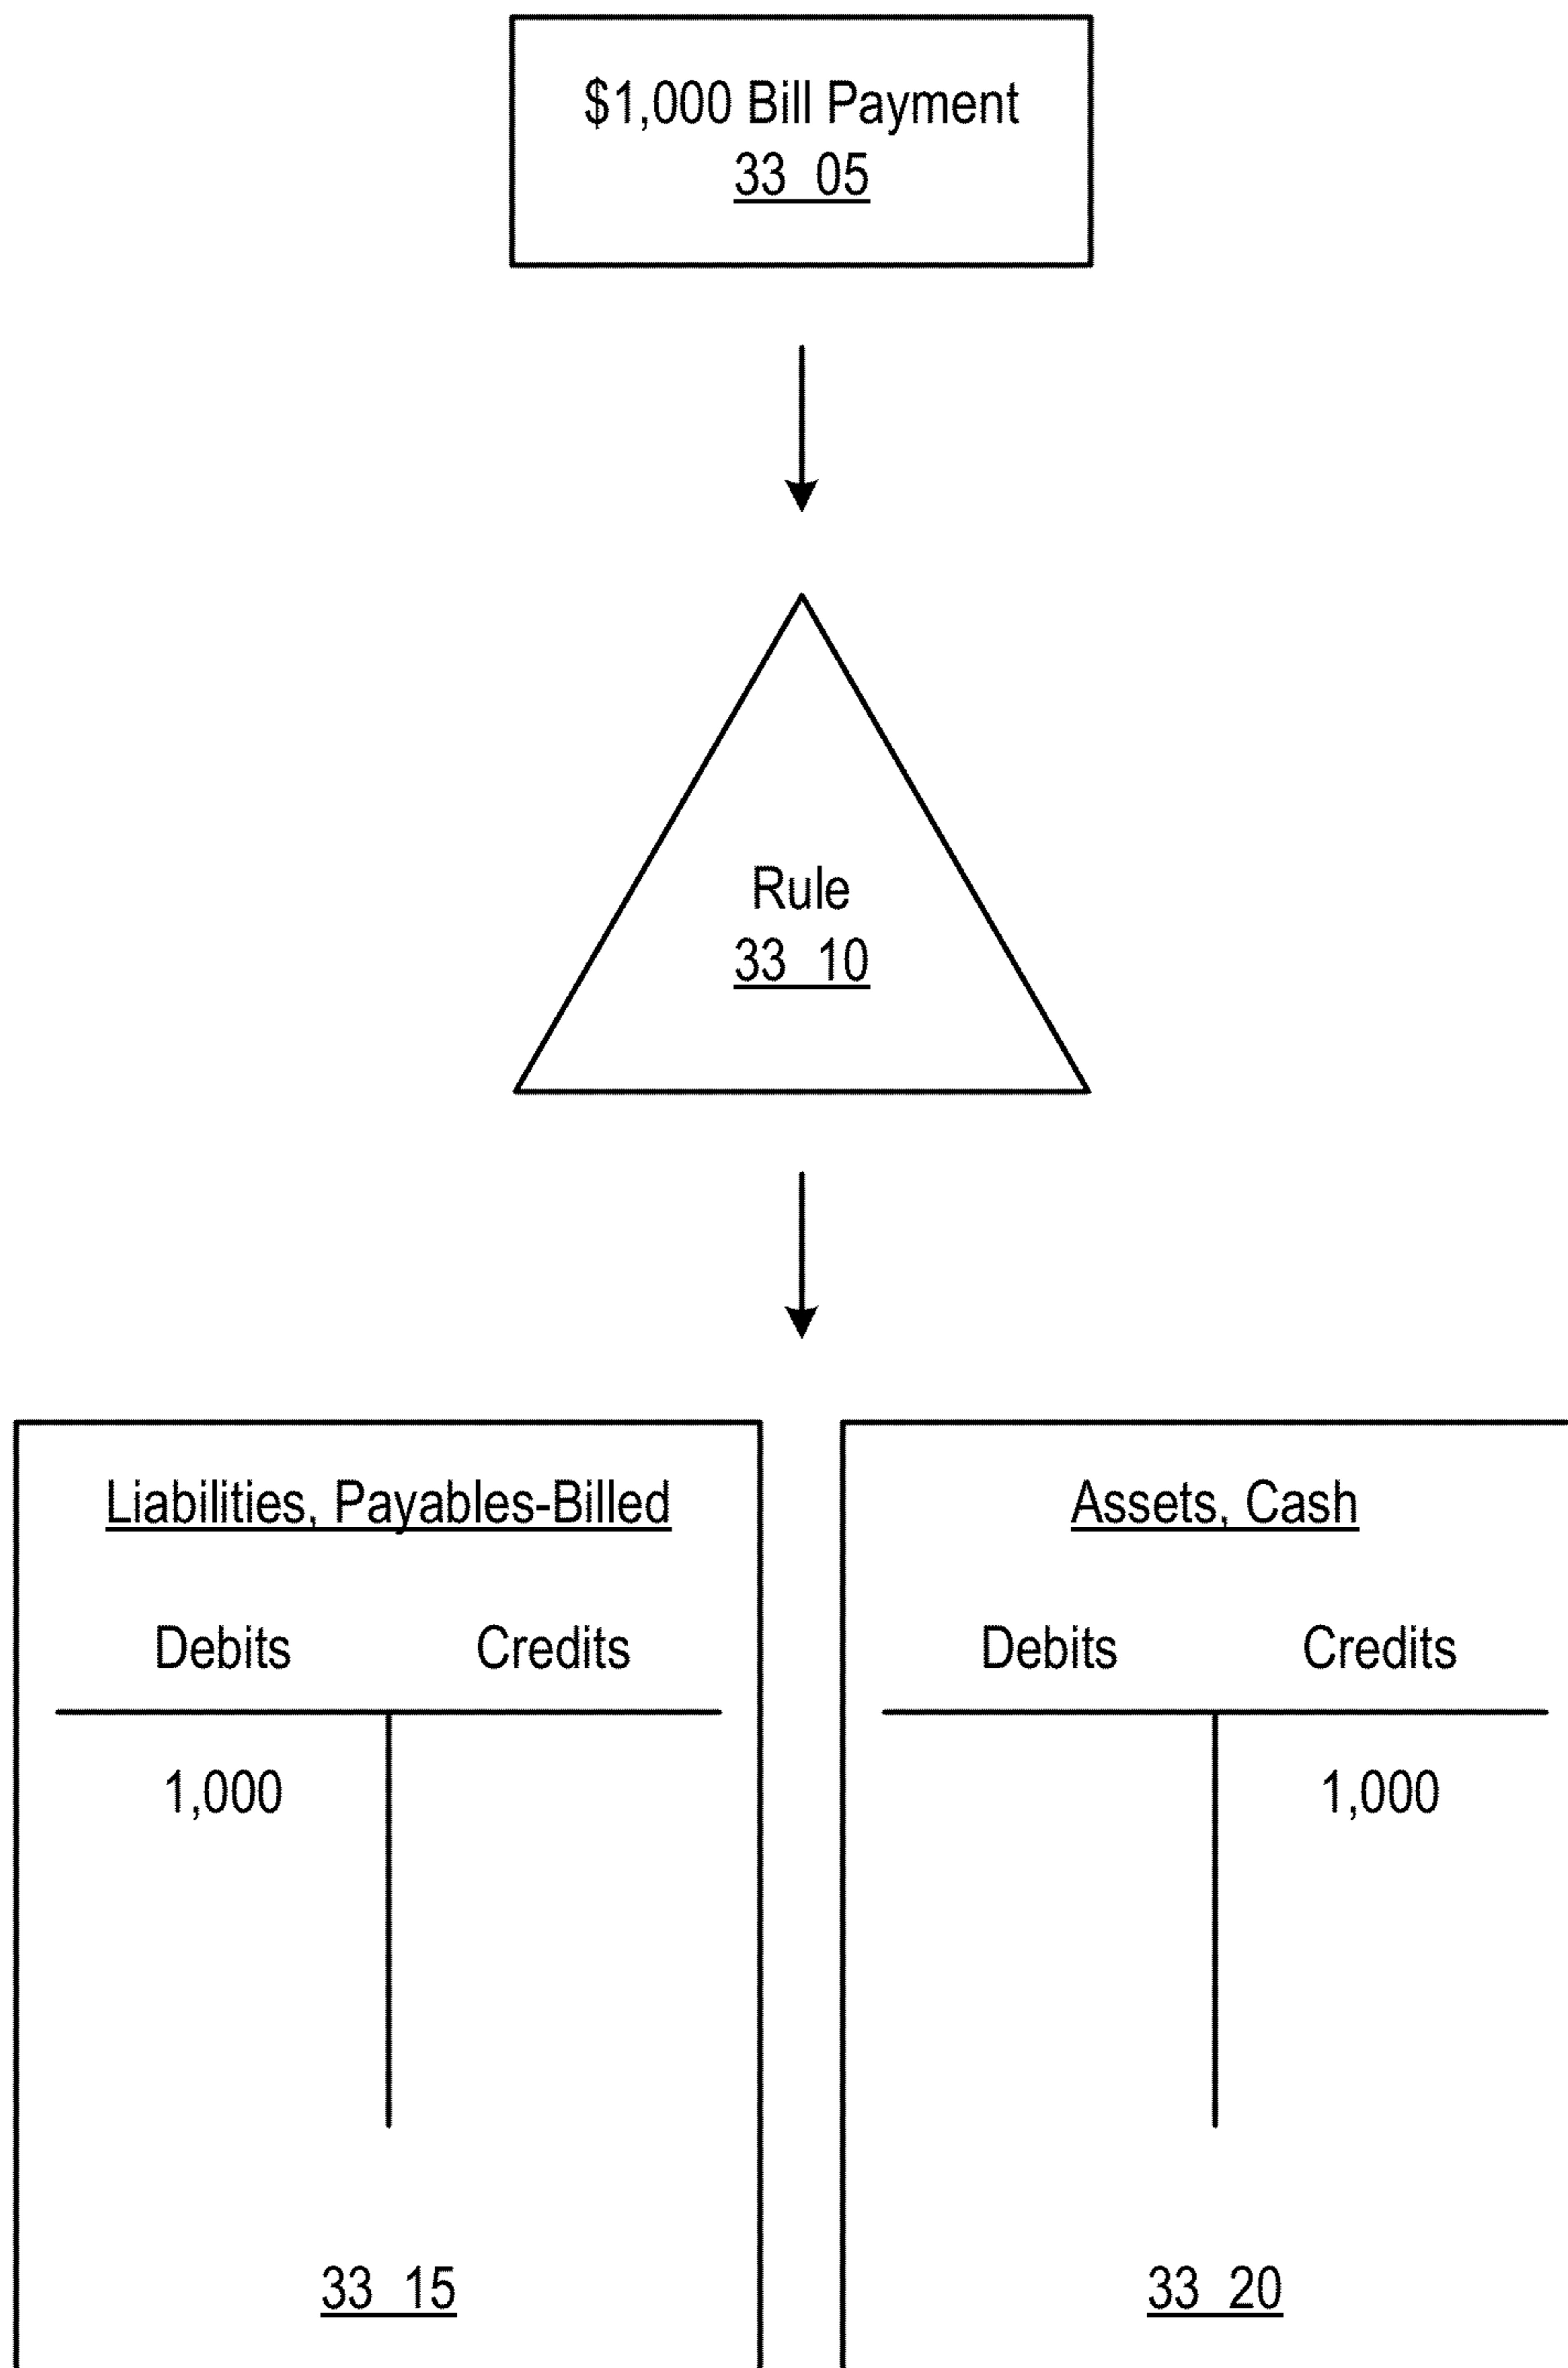 $1,000 Bill Payment
33_05
Rule
33_10
Liabilities, Payables-Billed
Debits Credits
1,000
33_15
Assets, Cash
Debits Credits
1,000
33_20